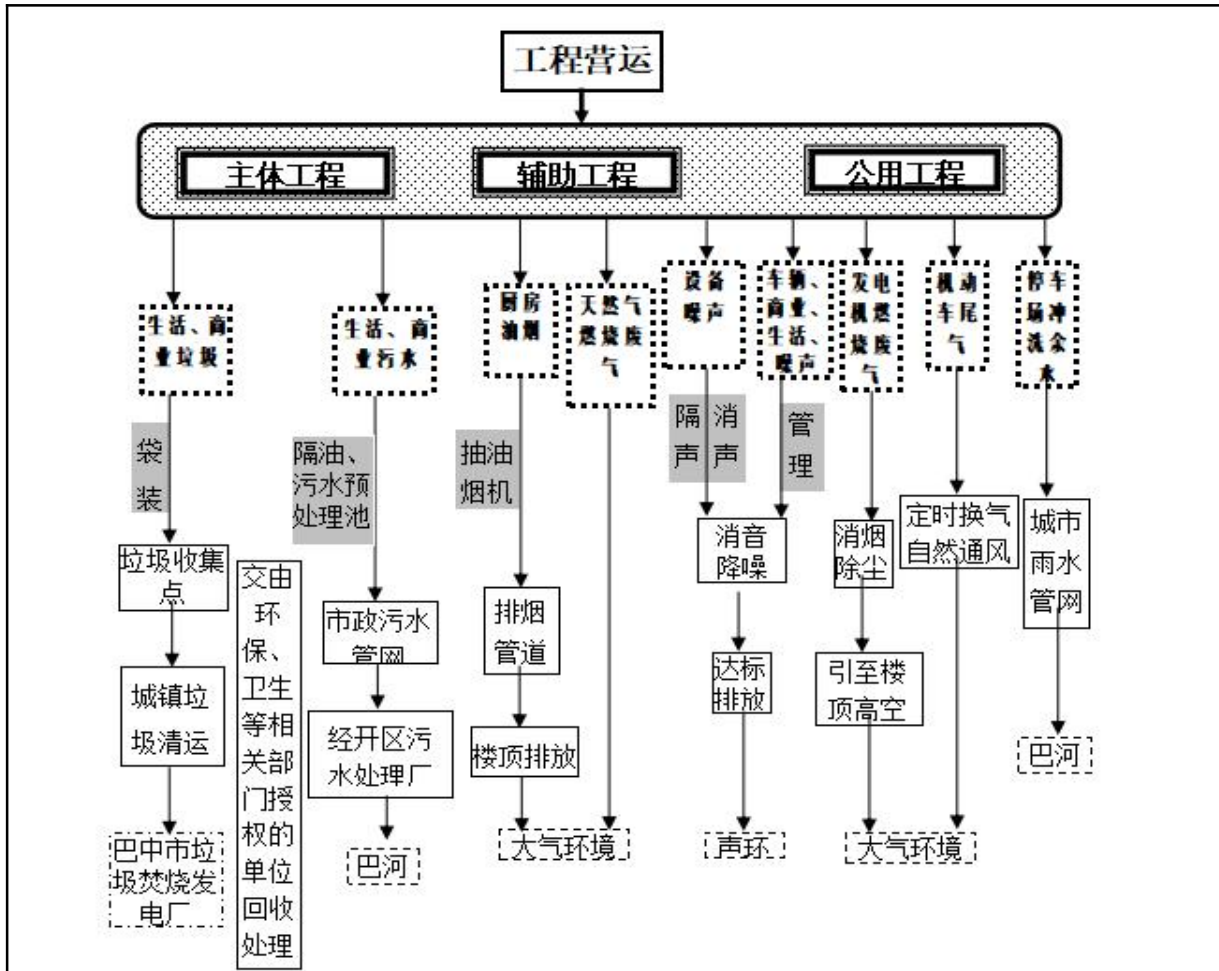 工程营运
主体工程
辅助工程
公用工程
生活、商
业垃圾
生活、商
业污水
厨房
油烟
天然气
燃烧废
气
设备
噪声
车辆、
商业、
生活、
噪声
发电
机燃
烧废
气
机动
车尾
气
停车
场冲
洗余
水
袋
装
隔油、
污水预
处理池
抽油
烟机
隔
声
消
声
管
理
垃圾收集
点
城镇垃
圾清运
巴中市垃
圾焚烧发
电厂
交由
环
保、
卫生
等相
关部
门授
权的
单位
回收
处理
市政污水
管网
经开区污
水处理厂
巴河
排烟
管道
楼顶排放
大气环境
消音
降噪
达标
排放
声环
消烟
除尘
引至楼
顶高空
定时换气
自然通风
大气环境
城市
雨水
管网
巴河